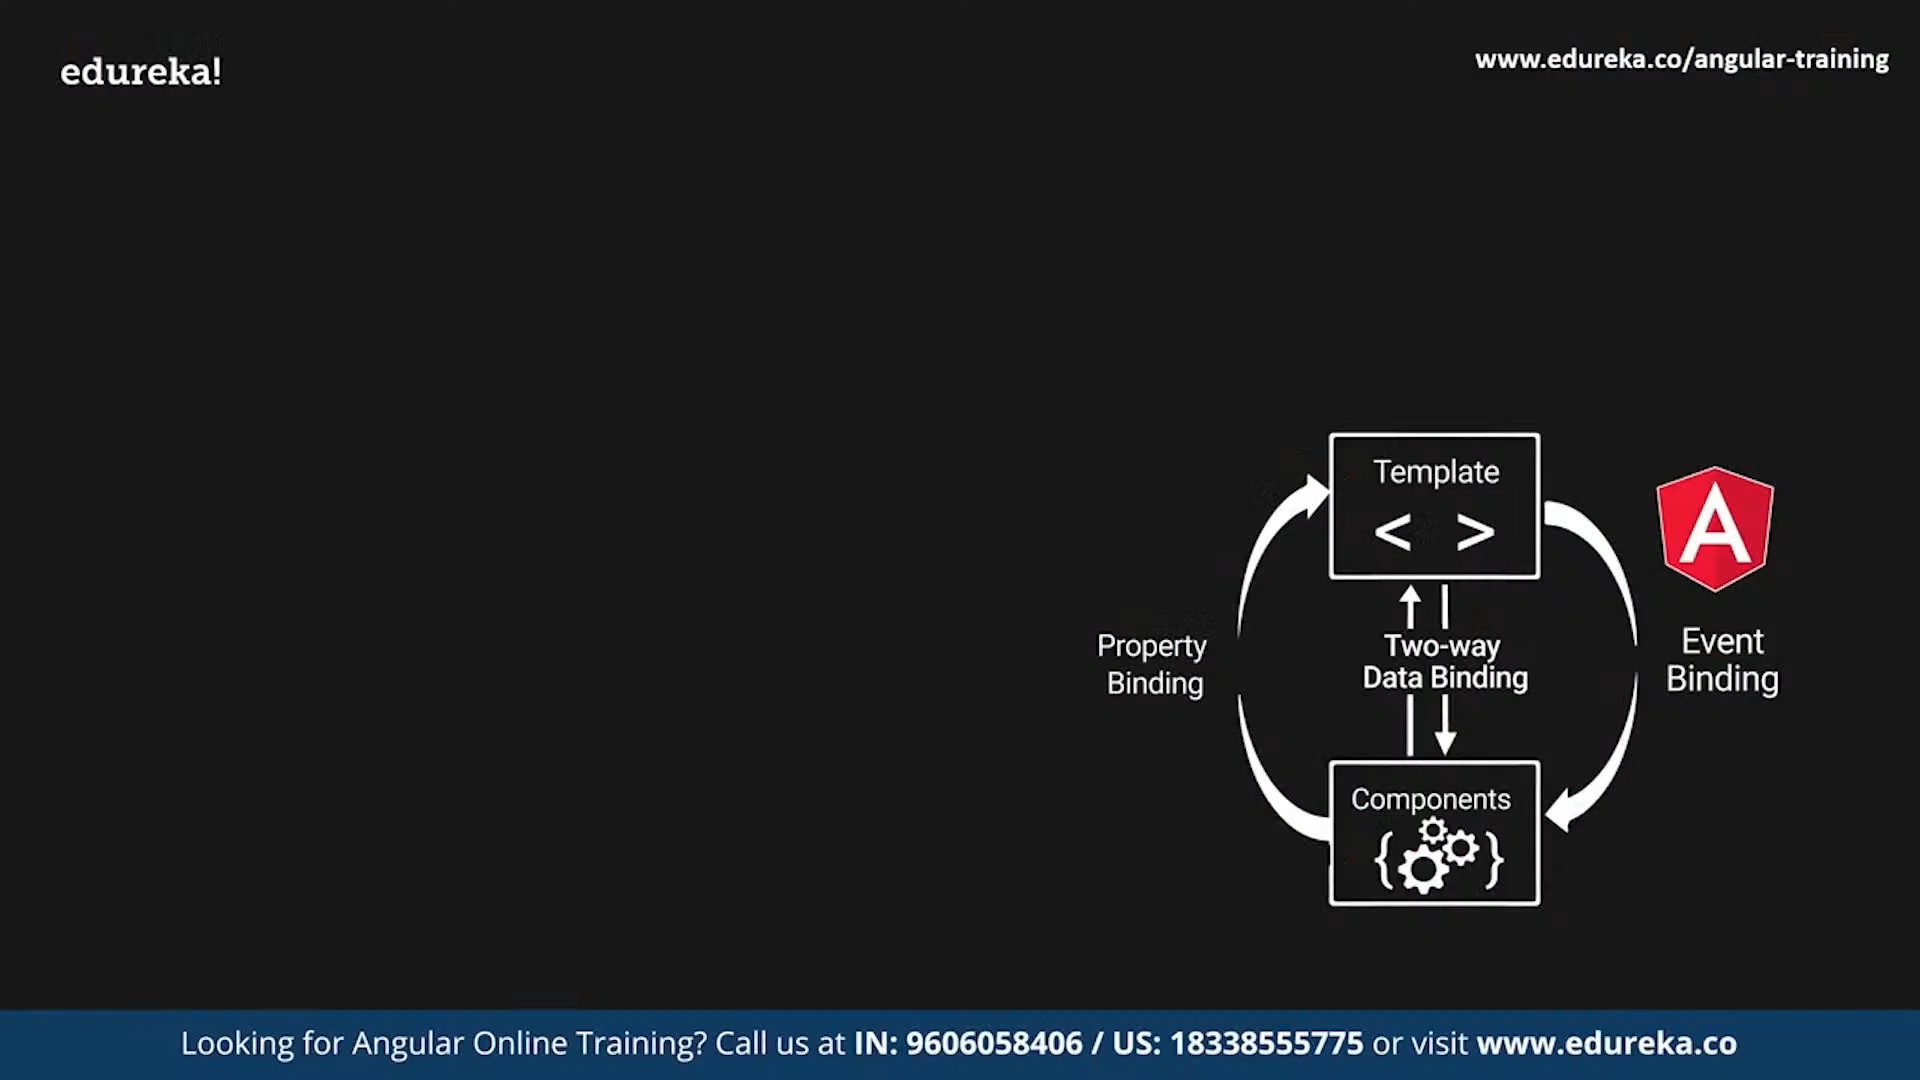 edureka!
www.edureka.co/angular-training
Template
< >
Property
Binding
Two-way
Data Binding
Event
Binding
Components
{ }
Looking for Angular Online Training? Call us at IN: 9606058406 / US: 18338555775 or visit www.edureka.co